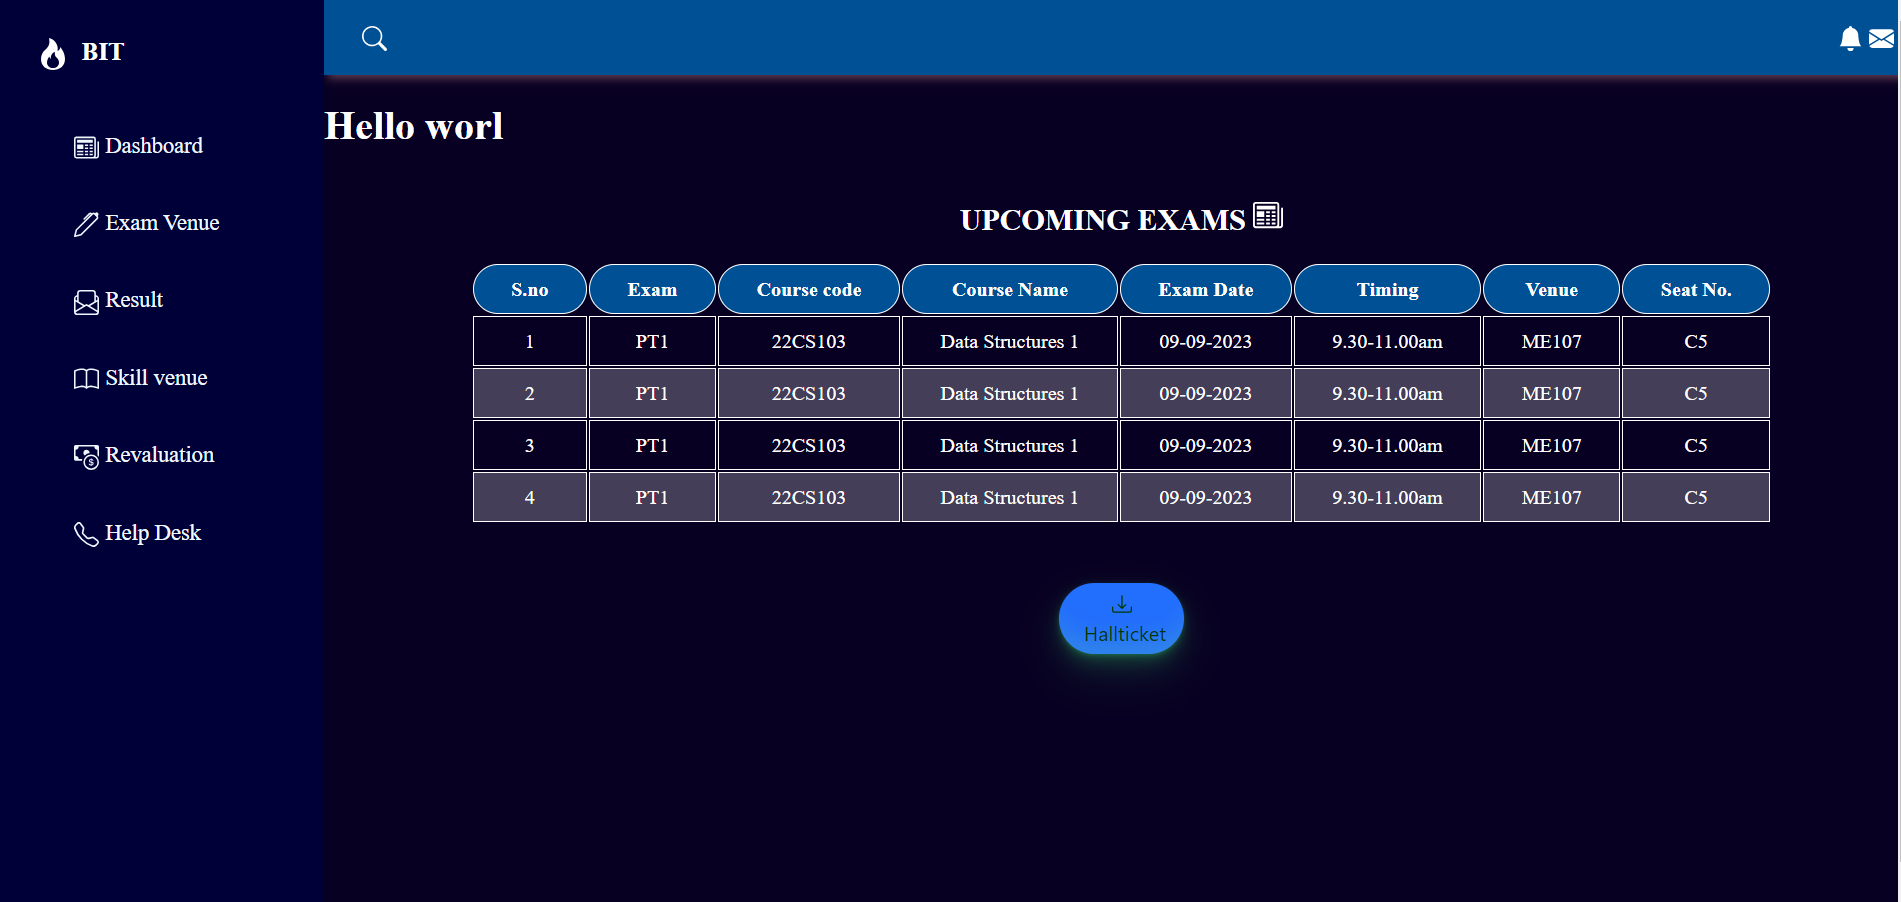 BIT
Dashboard
Exam Venue
Result
Skill venue
Revaluation
Help Desk
Hello worl
UPCOMING EXAMS
S.no Exam Course code Course Name Exam Date Timing Venue Seat No.
1 PT1 22CS103 Data Structures 1 09-09-2023 9.30-11.00am ME107 C5
2 PT1 22CS103 Data Structures 1 09-09-2023 9.30-11.00am ME107 C5
3 PT1 22CS103 Data Structures 1 09-09-2023 9.30-11.00am ME107 C5
4 PT1 22CS103 Data Structures 1 09-09-2023 9.30-11.00am ME107 C5
Hallticket